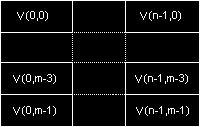 V(0,0) V(n-1,0)
V(0,m-3) V(n-1,m-3)
V(0,m-1) V(n-1,m-1)